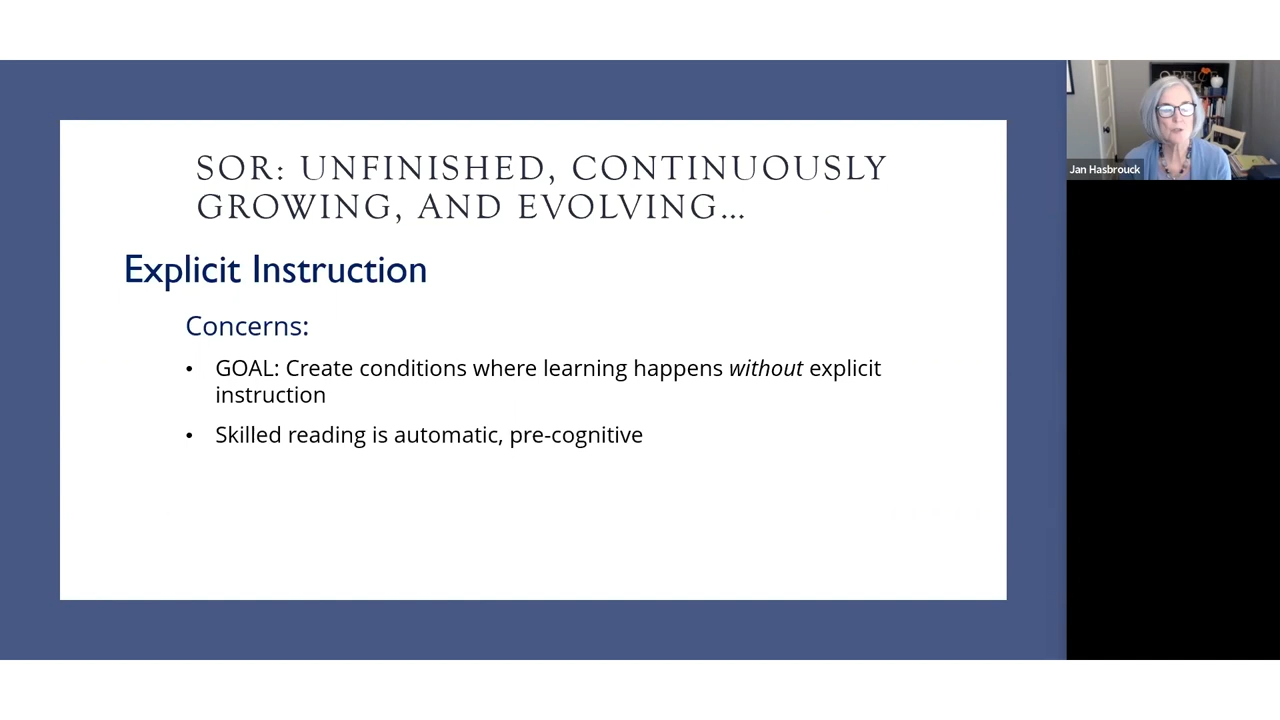 SOR: UNFINISHED, CONTINUOUSLY
GROWING, AND EVOLVING…
Explicit Instruction
Concerns:
• GOAL: Create conditions where learning happens without explicit
instruction
• Skilled reading is automatic, pre-cognitive
OFFICE
Jan Hasbrouck